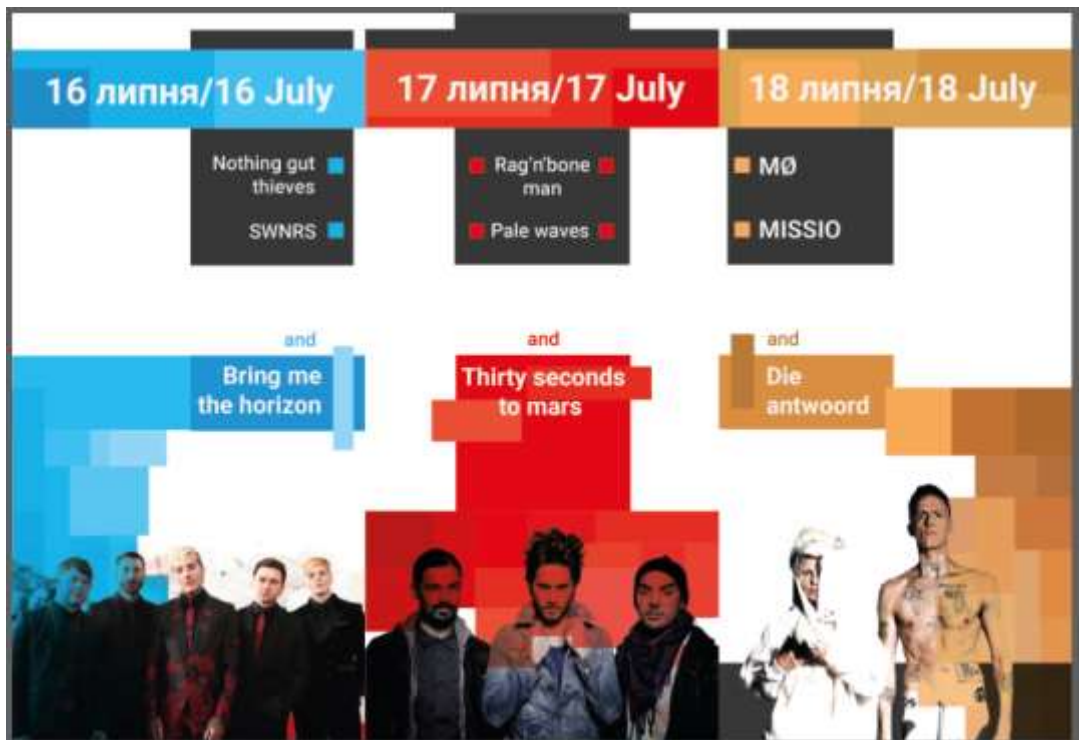 16 липня/16 July
Nothing gut
thieves
SWNRS
and
Bring me
the horizon
17 липня/17 July
Rag'n'bone
man
Pale waves
and
Thirty seconds
to mars
18 липня/18 July
MØ
MISSIO
and
Die
antwoord